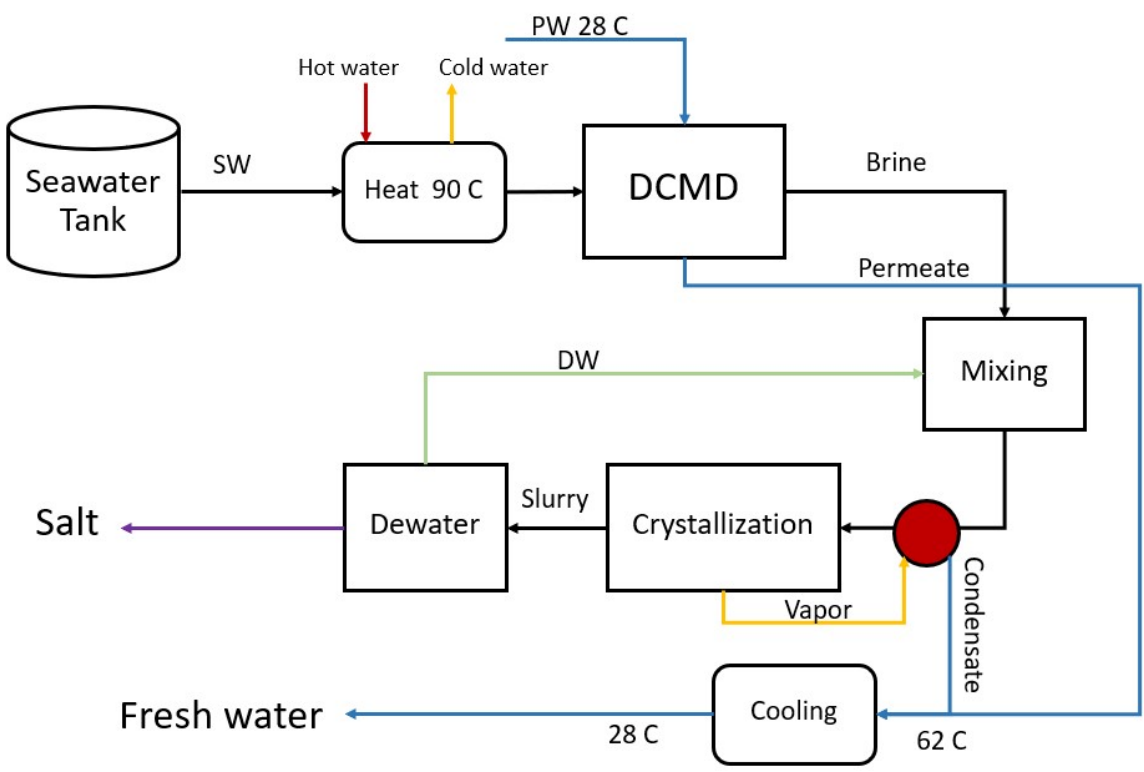 PW 28 C
Hot water
Cold water
Seawater
Tank
SW
Heat 90 C
DCMD
Brine
Permeate
Mixing
DW
Salt
Dewater
Slurry
Crystallization
Vapor
Condensate
Fresh water
28 C
Cooling
62 C